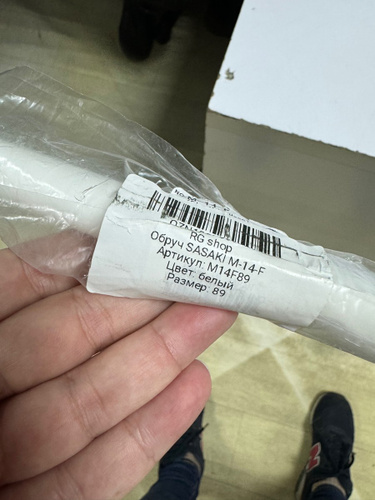 RG shop
Обруч SASAKI M-14-F
Артикул: M14F89
Цвет: белый
Размер: 89